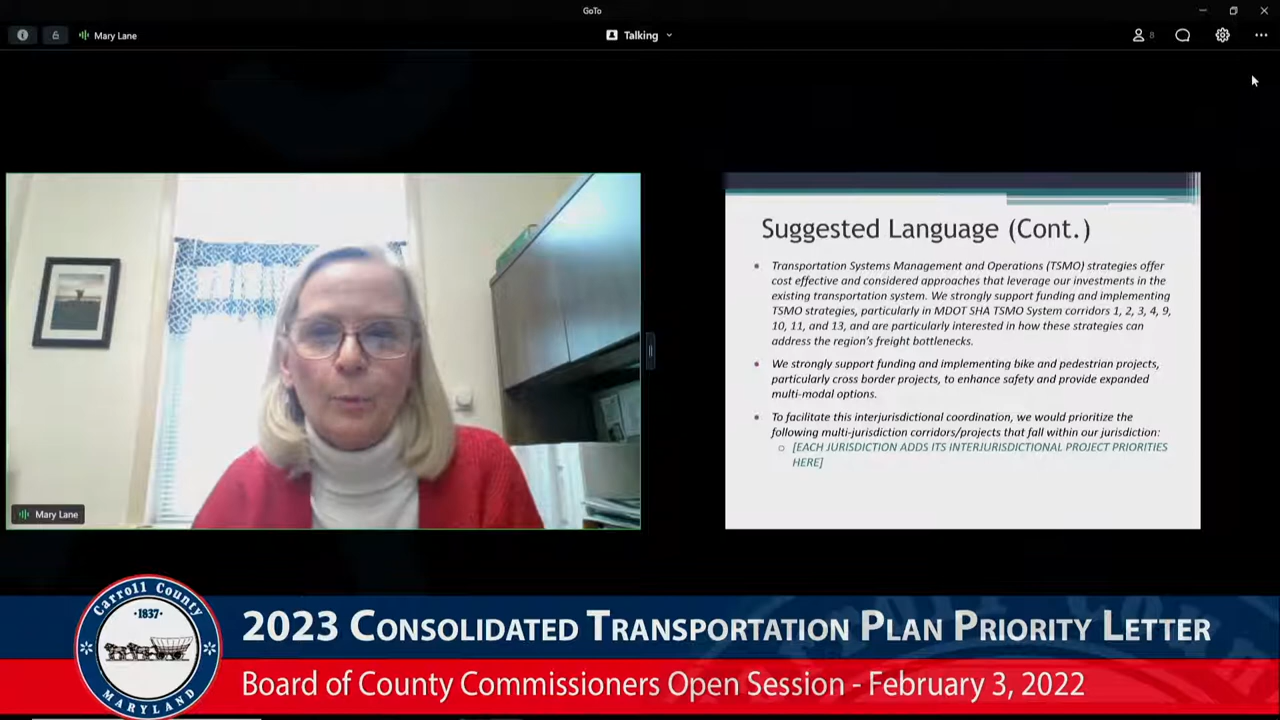 GoTo
Mary Lane
Talking
8
Suggested Language (Cont.)
• Transportation Systems Management and Operations (TSMO) strategies offer
cost effective and considered approaches that leverage our investments in the
existing transportation system. We strongly support funding and implementing
TSMO strategies, particularly in MDOT SHA TSMO System corridors 1, 2, 3, 4, 9,
10, 11, and 13, and are particularly interested in how these strategies can
address the region's freight bottlenecks.
• We strongly support funding and implementing bike and pedestrian projects,
particularly cross border projects, to enhance safety and provide expanded
multi-modal options.
• To facilitate this interjurisdictional coordination, we would prioritize the
following multi-jurisdiction corridors/projects that fall within our jurisdiction:
○ [EACH JURISDICTION ADDS ITS INTERJURISDICTIONAL PROJECT PRIORITIES
HERE]
Mary Lane
Carroll County
·1837·
MARYLAND
2023 CONSOLIDATED TRANSPORTATION PLAN PRIORITY LETTER
Board of County Commissioners Open Session - February 3, 2022